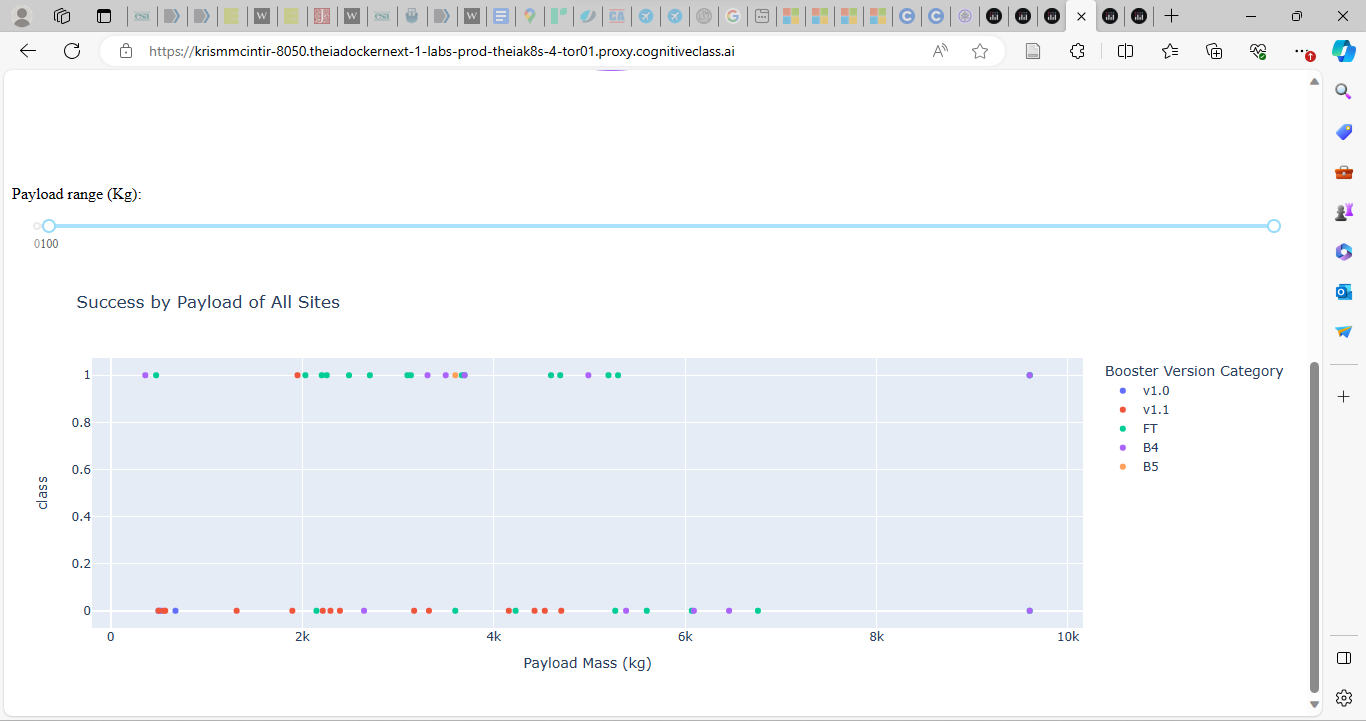 https://krismmcintir-8050.theiadockernext-1-labs-prod-theiak8s-4-tor01.proxy.cognitiveclass.ai
Payload range (Kg):
0100
Success by Payload of All Sites
Booster Version Category
v1.0
v1.1
FT
B4
B5
class
1
0.8
0.6
0.4
0.2
0
0 2k 4k 6k 8k 10k
Payload Mass (kg)